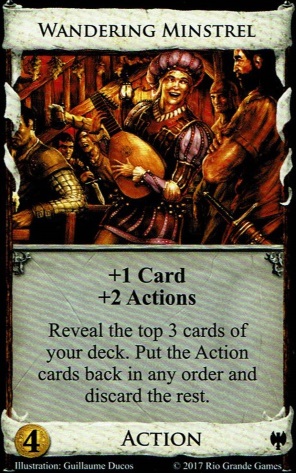 WANDERING MINSTREL
+1 Card
+2 Actions
Reveal the top 3 cards of
your deck. Put the Action
cards back in any order and
discard the rest.
4
ACTION
Illustration: Guillaume Ducos
© 2017 Rio Grande Games